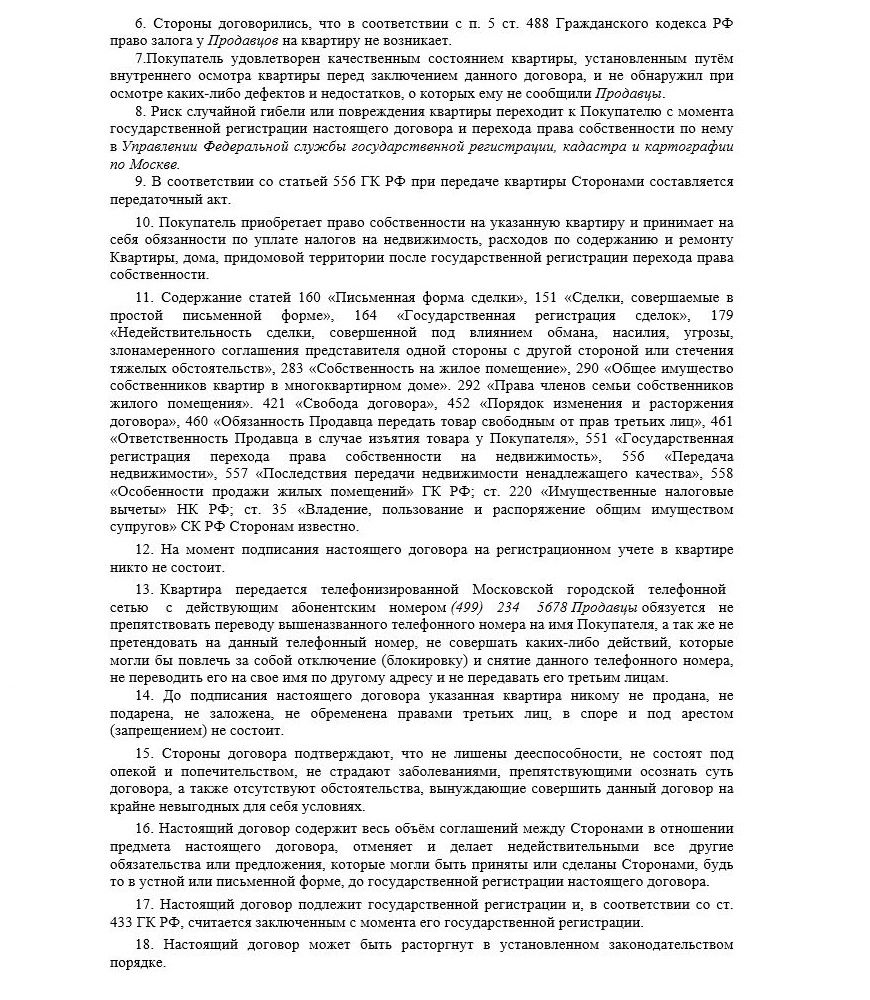 6. Стороны договорились, что в соответствии с п. 5 ст. 488 Гражданского кодекса РФ
право залога у Продавцов на квартиру не возникает.
7.Покупатель удовлетворен качественным состоянием квартиры, установленным путём
внутреннего осмотра квартиры перед заключением данного договора, и не обнаружил при
осмотре каких-либо дефектов и недостатков, о которых ему не сообщили Продавцы.
8. Риск случайной гибели или повреждения квартиры переходит к Покупателю с момента
государственной регистрации настоящего договора и перехода права собственности по нему
в Управлении Федеральной службы государственной регистрации, кадастра и картографии
по Москве.
9. В соответствии со статьей 556 ГК РФ при передаче квартиры Сторонами составляется
передаточный акт.
10. Покупатель приобретает право собственности на указанную квартиру и принимает на
себя обязанности по уплате налогов на недвижимость, расходов по содержанию и ремонту
Квартиры, дома, придомовой территории после государственной регистрации перехода права
собственности.
11. Содержание статей 160 «Письменная форма сделки», 151 «Сделки, совершаемые в
простой письменной форме», 164 «Государственная регистрация сделок», 179
«Недействительность сделки, совершенной под влиянием обмана, насилия, угрозы,
злонамеренного соглашения представителя одной стороны с другой стороной или стечения
тяжелых обстоятельств», 283 «Собственность на жилое помещение», 290 «Общее имущество
собственников квартир в многоквартирном доме». 292 «Права членов семьи собственников
жилого помещения». 421 «Свобода договора», 452 «Порядок изменения и расторжения
договора», 460 «Обязанность Продавца передать товар свободным от прав третьих лиц», 461
«Ответственность Продавца в случае изъятия товара у Покупателя», 551 «Государственная
регистрация перехода права собственности на недвижимость», 556 «Передача
недвижимости», 557 «Последствия передачи недвижимости ненадлежащего качества», 558
«Особенности продажи жилых помещений» ГК РФ; ст. 220 «Имущественные налоговые
вычеты» НК РФ; ст. 35 «Владение, пользование и распоряжение общим имуществом
супругов» СК РФ Сторонам известно.
12. На момент подписания настоящего договора на регистрационном учете в квартире
никто не состоит.
13. Квартира передается телефонизированной Московской городской телефонной
сетью с действующим абонентским номером (499) 234 5678 Продавцы обязуется не
препятствовать переводу вышеназванного телефонного номера на имя Покупателя, а так же не
претендовать на данный телефонный номер, не совершать каких-либо действий, которые
могли бы повлечь за собой отключение (блокировку) и снятие данного телефонного номера,
не переводить его на свое имя по другому адресу и не передавать его третьим лицам.
14. До подписания настоящего договора указанная квартира никому не продана, не
подарена, не заложена, не обременена правами третьих лиц, в споре и под арестом
(запрещением) не состоит.
15. Стороны договора подтверждают, что не лишены дееспособности, не состоят под
опекой и попечительством, не страдают заболеваниями, препятствующими осознать суть
договора, а также отсутствуют обстоятельства, вынуждающие совершить данный договор на
крайне невыгодных для себя условиях.
16. Настоящий договор содержит весь объём соглашений между Сторонами в отношении
предмета настоящего договора, отменяет и делает недействительными все другие
обязательства или предложения, которые могли быть приняты или сделаны Сторонами, будь
то в устной или письменной форме, до государственной регистрации настоящего договора.
17. Настоящий договор подлежит государственной регистрации и, в соответствии со ст.
433 ГК РФ, считается заключенным с момента его государственной регистрации.
18. Настоящий договор может быть расторгнут в установленном законодательством
порядке.